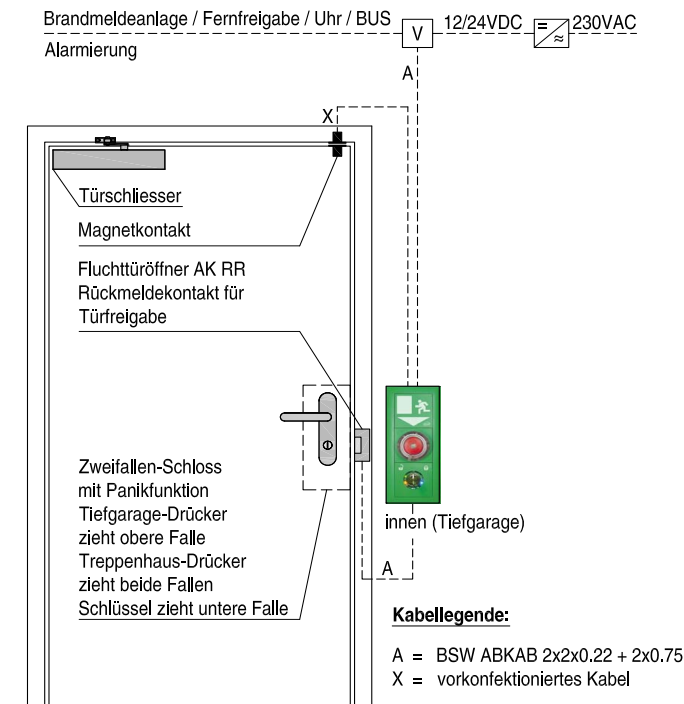 Brandmeldeanlage / Fernfreigabe / Uhr / BUS
V
12/24VDC
230VAC
Alarmierung
A
X
Türschliesser
Magnetkontakt
Fluchttüröffner AK RR
Rückmeldekontakt für
Türfreigabe
Zweifallen-Schloss
mit Panikfunktion
Tiefgarage-Drücker
zieht obere Falle
Treppenhaus-Drücker
zieht beide Fallen
Schlüssel zieht untere Falle
innen (Tiefgarage)
A
Kabellegende:
A = BSW ABKAB 2x2x0.22 + 2x0.75
X = vorkonfektioniertes Kabel